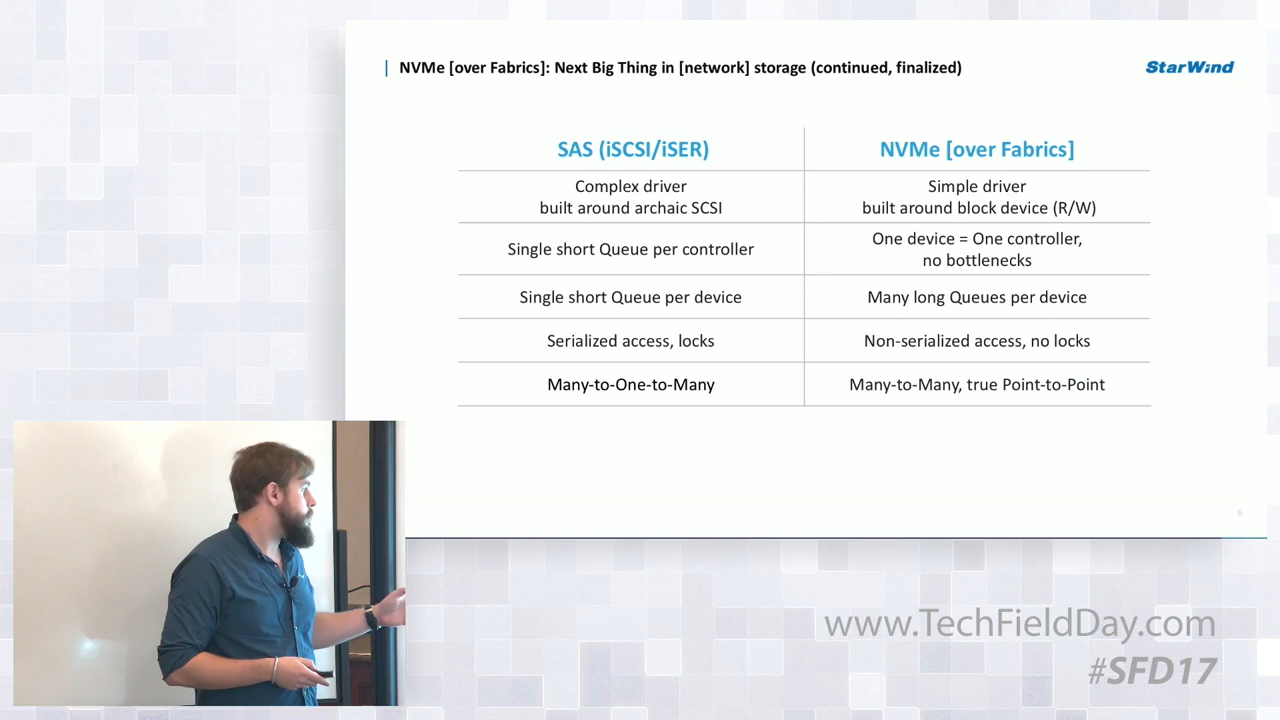 NVMe [over Fabrics]: Next Big Thing in [network] storage (continued, finalized)
StarWind
SAS (iSCSI/iSER)
NVMe [over Fabrics]
Complex driver
built around archaic SCSI
Simple driver
built around block device (R/W)
Single short Queue per controller
One device = One controller,
no bottlenecks
Single short Queue per device
Many long Queues per device
Serialized access, locks
Non-serialized access, no locks
Many-to-One-to-Many
Many-to-Many, true Point-to-Point
6
www.TechFieldDay.com
#SFD17